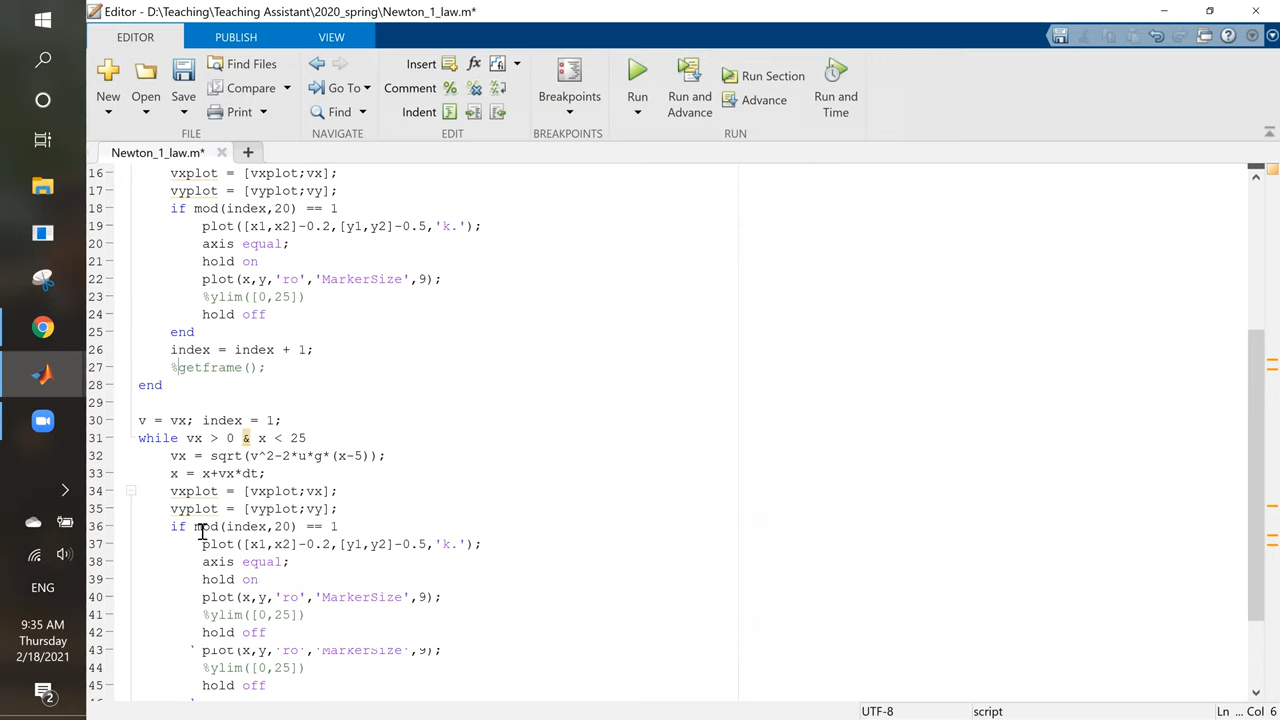 Editor - D:\Teaching\Teaching Assistant\2020_spring\Newton_1_law.m*
EDITOR PUBLISH VIEW
New Open Save Find Files Compare Print
Go To Find
Insert Comment Indent
Breakpoints
Run Run and Advance Run Section Advance Run and Time
FILE NAVIGATE EDIT BREAKPOINTS RUN
Newton_1_law.m*
16 vxplot = [vxplot;vx];
17 vyplot = [vyplot;vy];
18 if mod(index,20) == 1
19 plot([x1,x2]-0.2,[y1,y2]-0.5,'k.');
20 axis equal;
21 hold on
22 plot(x,y,'ro','MarkerSize',9);
23 %ylim([0,25])
24 hold off
25 end
26 index = index + 1;
27 %getframe();
28 end
29
30 v = vx; index = 1;
31 while vx > 0 & x < 25
32 vx = sqrt(v^2-2*u*g*(x-5));
33 x = x+vx*dt;
34 vxplot = [vxplot;vx];
35 vyplot = [vyplot;vy];
36 if mod(index,20) == 1
37 plot([x1,x2]-0.2,[y1,y2]-0.5,'k.');
38 axis equal;
39 hold on
40 plot(x,y,'ro','MarkerSize',9);
41 %ylim([0,25])
42 hold off
43 plot(x,y,'ro','MarkerSize',9);
44 %ylim([0,25])
45 hold off
ENG
9:35 AM
Thursday
2/18/2021
2
UTF-8 script Ln ... Col 6